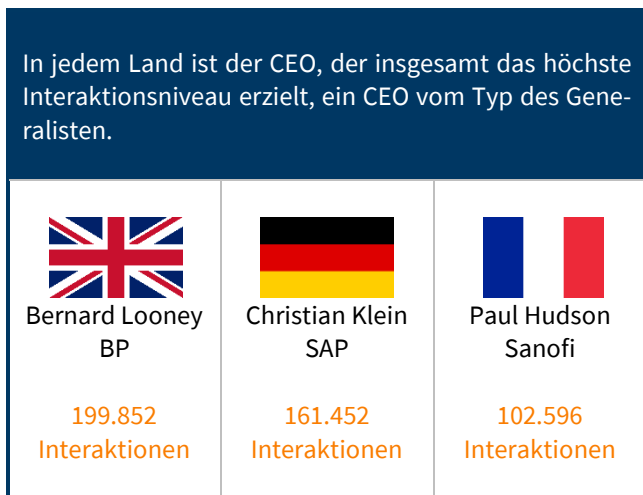 In jedem Land ist der CEO, der insgesamt das höchste
Interaktionsniveau erzielt, ein CEO vom Typ des Gene-
ralisten.
Bernard Looney
BP
199.852
Interaktionen
Christian Klein
SAP
161.452
Interaktionen
Paul Hudson
Sanofi
102.596
Interaktionen